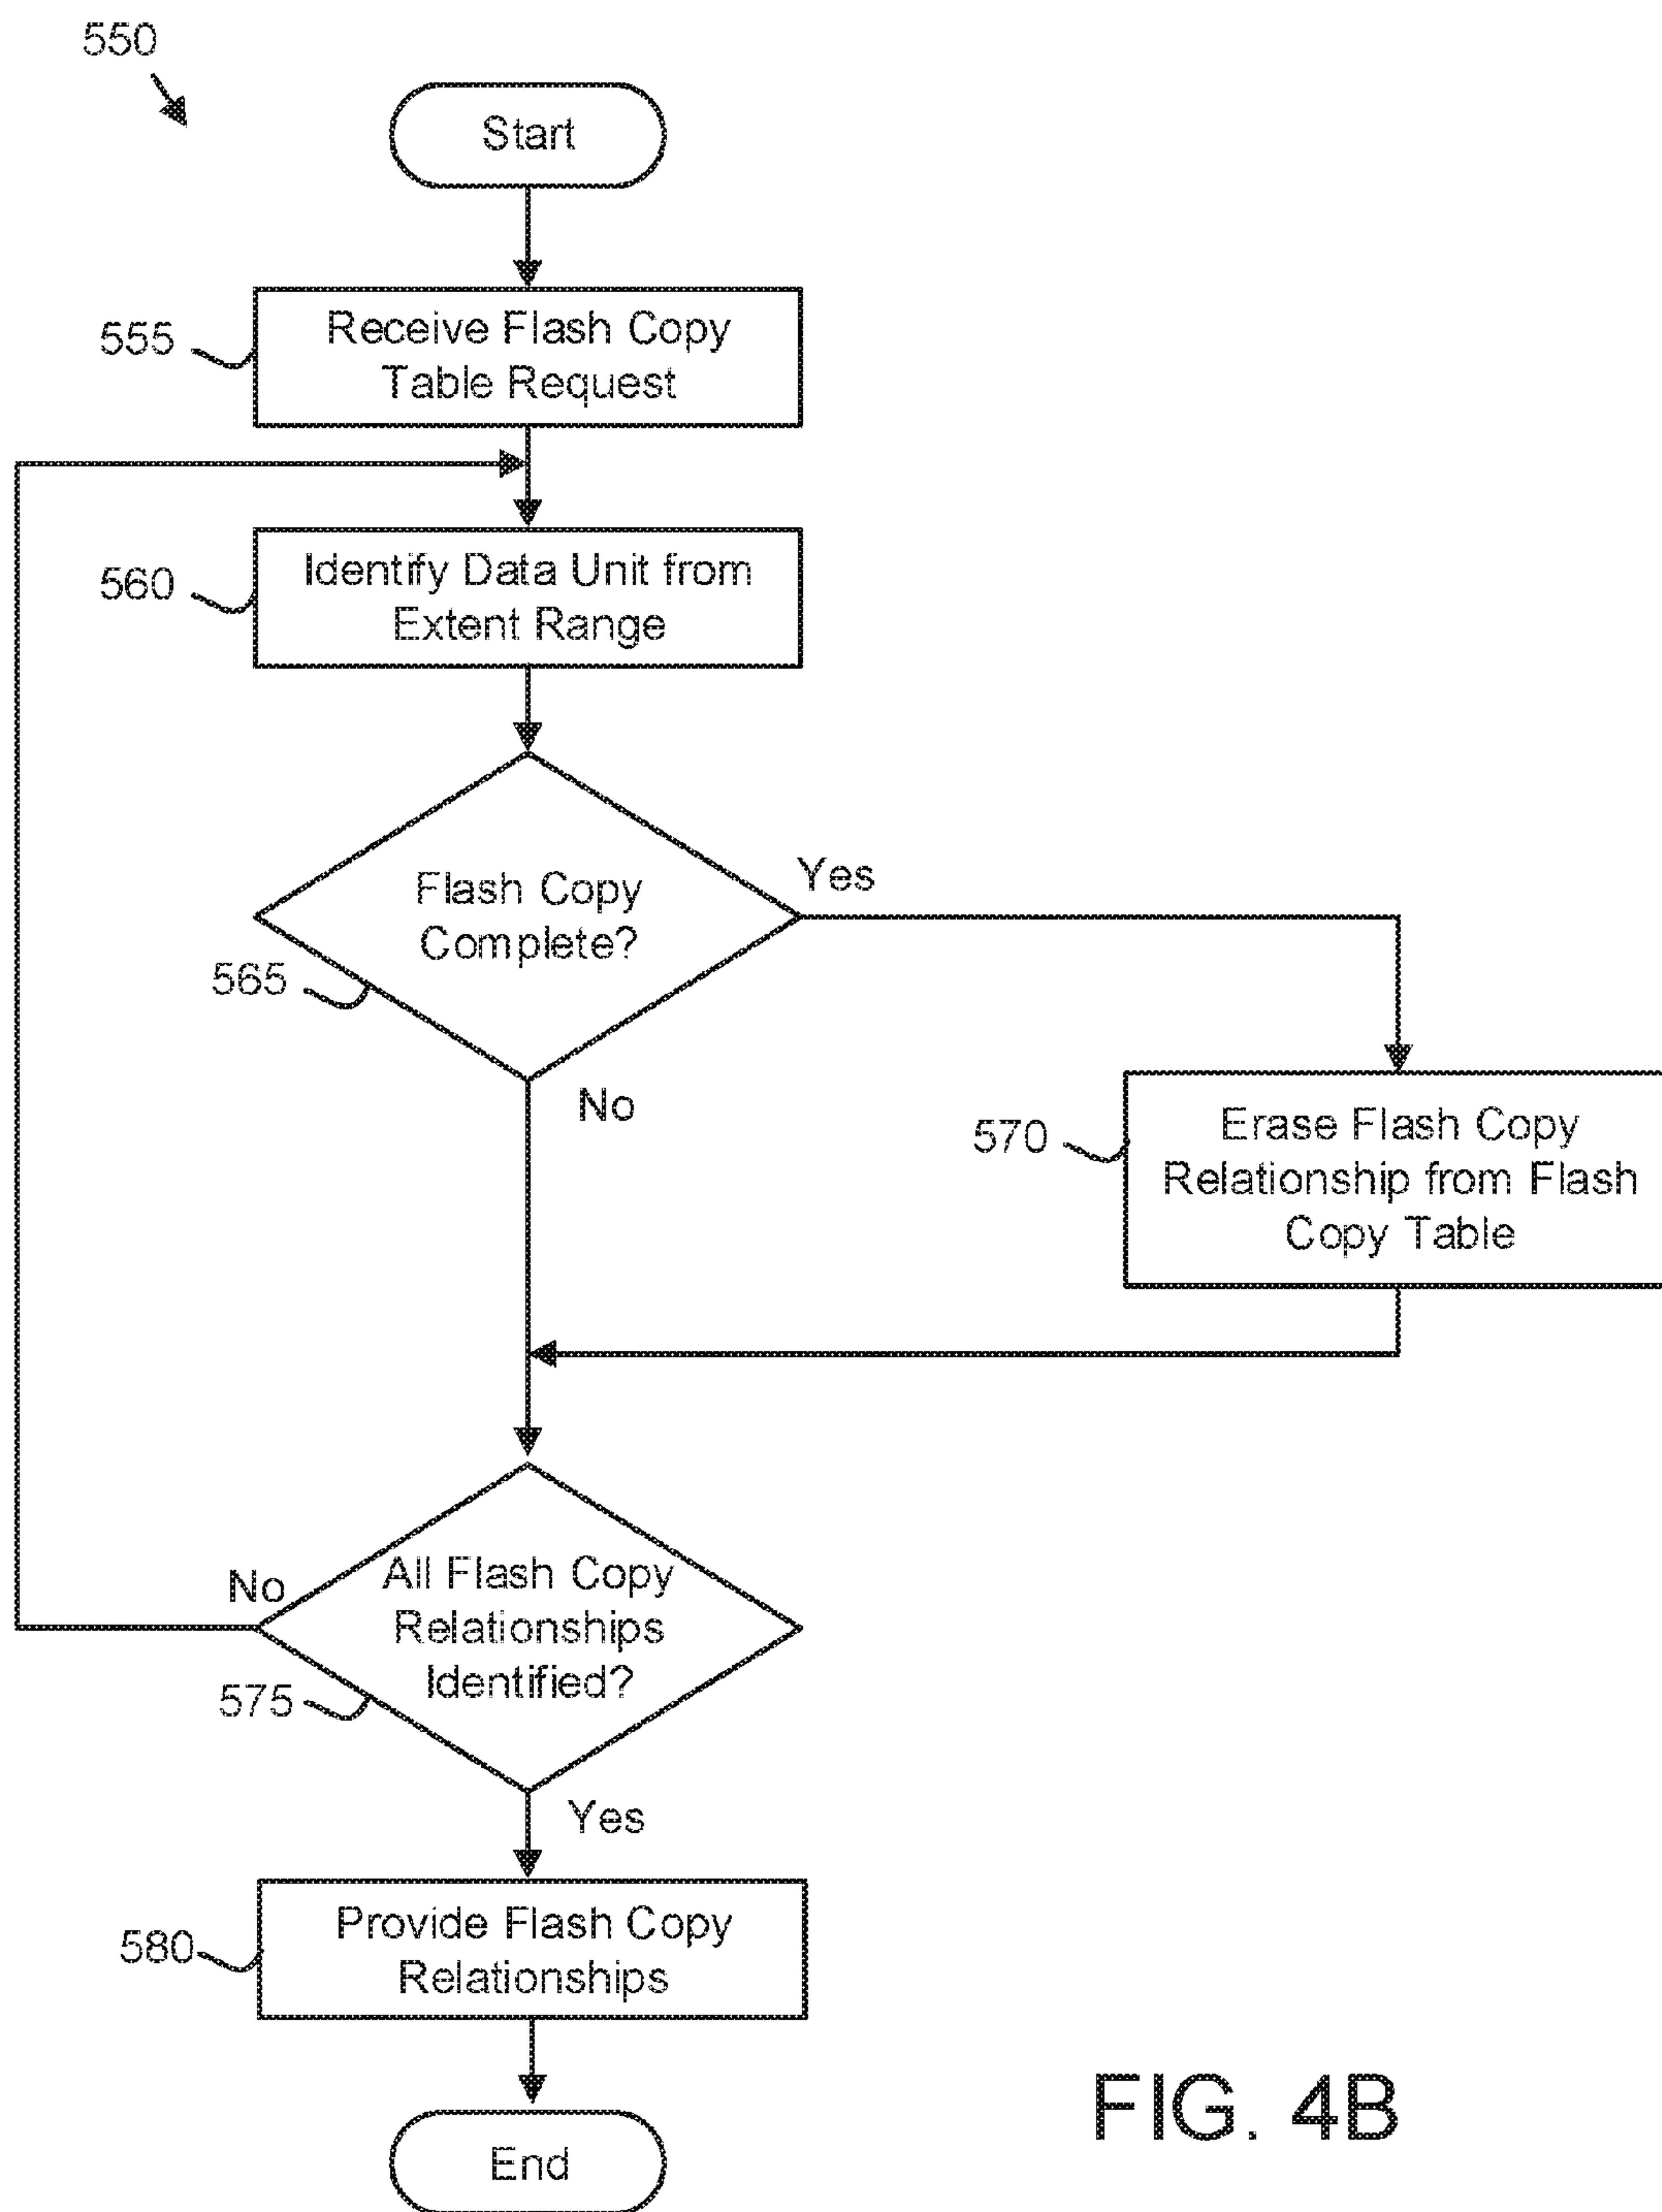 550
Start
555
Receive Flash Copy
Table Request
560
Identify Data Unit from
Extent Range
Flash Copy
Complete?
565
Yes
No
570
Erase Flash Copy
Relationship from Flash
Copy Table
All Flash Copy
Relationships
Identified?
575
No
Yes
580
Provide Flash Copy
Relationships
End
FIG. 4B